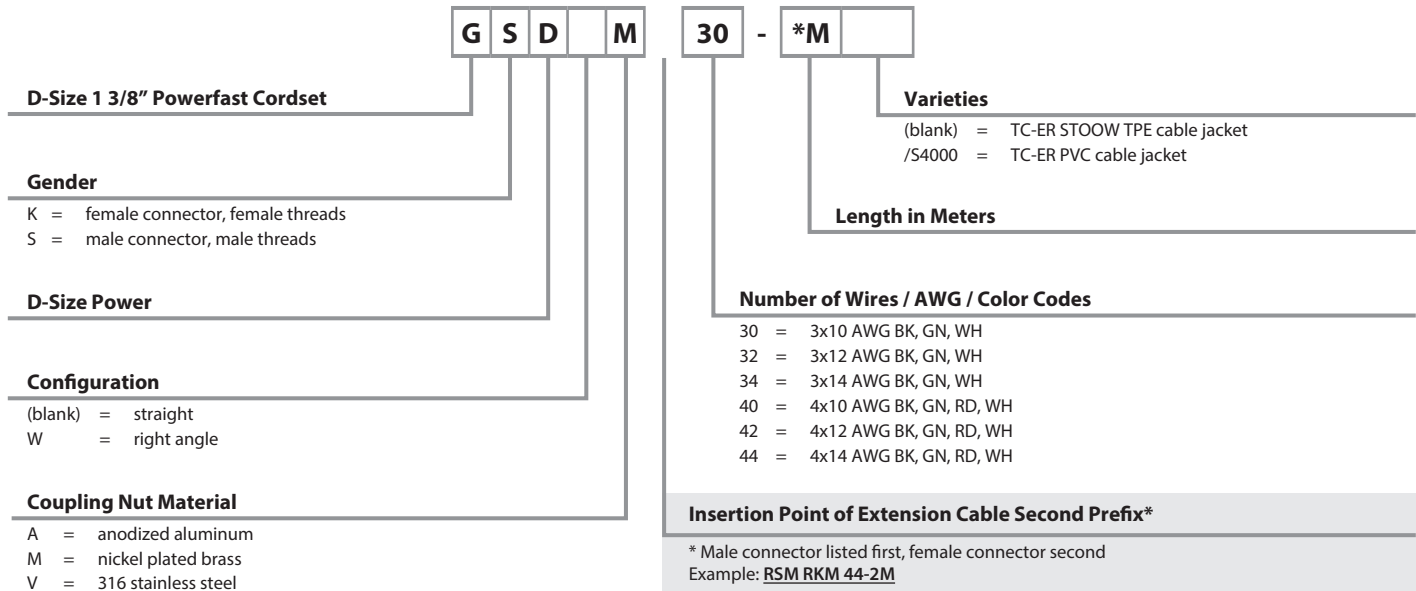 G S D M 30 - *M
D-Size 1 3/8” Powerfast Cordset
Gender
K = female connector, female threads
S = male connector, male threads
D-Size Power
Configuration
(blank) = straight
W = right angle
Coupling Nut Material
A = anodized aluminum
M = nickel plated brass
V = 316 stainless steel
Varieties
(blank) = TC-ER STOOW TPE cable jacket
/S4000 = TC-ER PVC cable jacket
Length in Meters
Number of Wires / AWG / Color Codes
30 = 3x10 AWG BK, GN, WH
32 = 3x12 AWG BK, GN, WH
34 = 3x14 AWG BK, GN, WH
40 = 4x10 AWG BK, GN, RD, WH
42 = 4x12 AWG BK, GN, RD, WH
44 = 4x14 AWG BK, GN, RD, WH
Insertion Point of Extension Cable Second Prefix*
* Male connector listed first, female connector second
Example: RSM RKM 44-2M